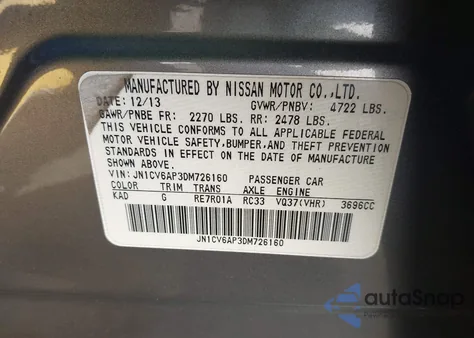 MANUFACTURED BY NISSAN MOTOR CO.,LTD.
DATE: 12/13 GVWR/PNBV: 4722 LBS.
GAWR/PNBE FR: 2270 LBS. RR: 2478 LBS.
THIS VEHICLE CONFORMS TO ALL APPLICABLE FEDERAL
MOTOR VEHICLE SAFETY,BUMPER,AND THEFT PREVENTION
STANDARDS IN EFFECT ON THE DATE OF MANUFACTURE
SHOWN ABOVE.
VIN: JN1CV6AP3DM726160 PASSENGER CAR
COLOR TRIM TRANS AXLE ENGINE
KAD G RE7R01A RC33 VQ37(VHR) 3696CC
JN1CV6AP3DM726160
autoSnap